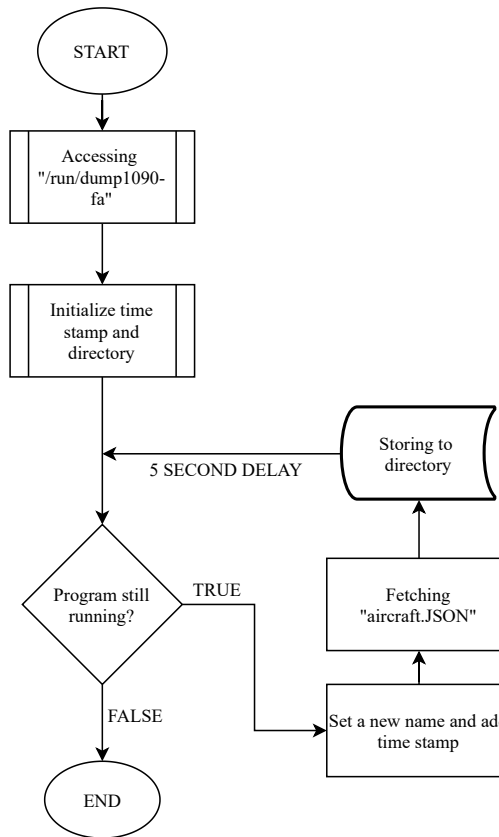 START
Accessing
"/run/dump1090-
fa"
Initialize time
stamp and
directory
Storing to
directory
5 SECOND DELAY
Program still
running?
TRUE
Fetching
"aircraft.JSON"
Set a new name and ad
time stamp
FALSE
END